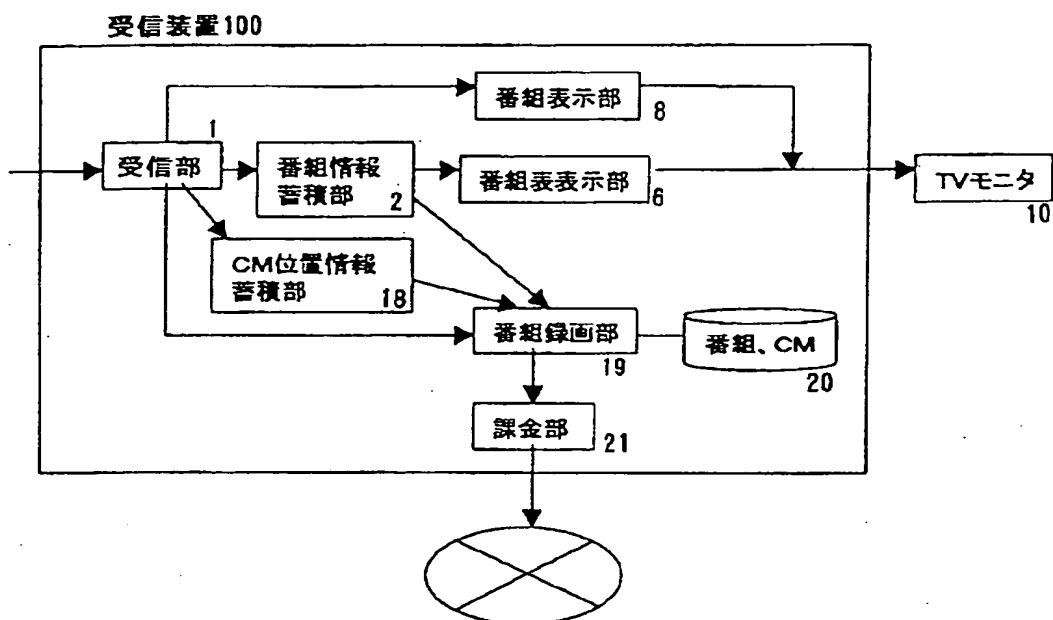 受信装置100
番組表示部
8
1
受信部
番組情報
蓄積部
2
番組表表示部
6
TVモニタ
10
CM位置情報
蓄積部
18
番組録画部
19
番組、CM
20
課金部
21